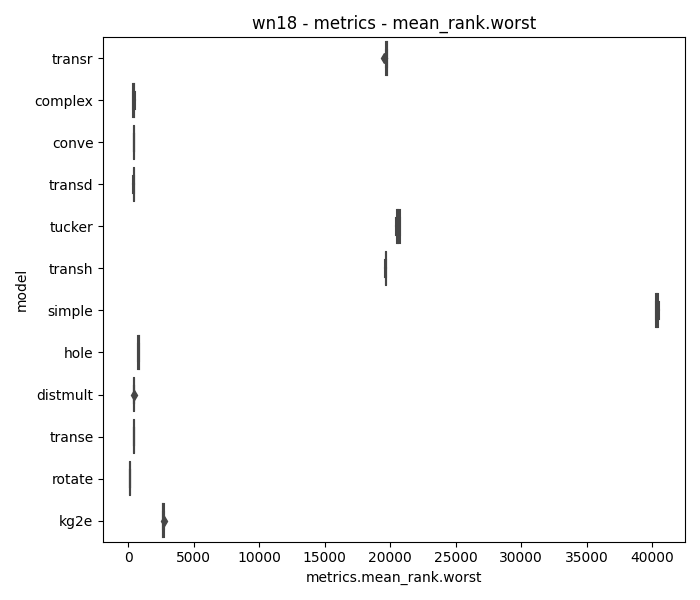 wn18 - metrics - mean_rank.worst
transr
complex
conve
transd
tucker
transh
simple
hole
distmult
transe
rotate
kg2e
model
0 5000 10000 15000 20000 25000 30000 35000 40000
metrics.mean_rank.worst